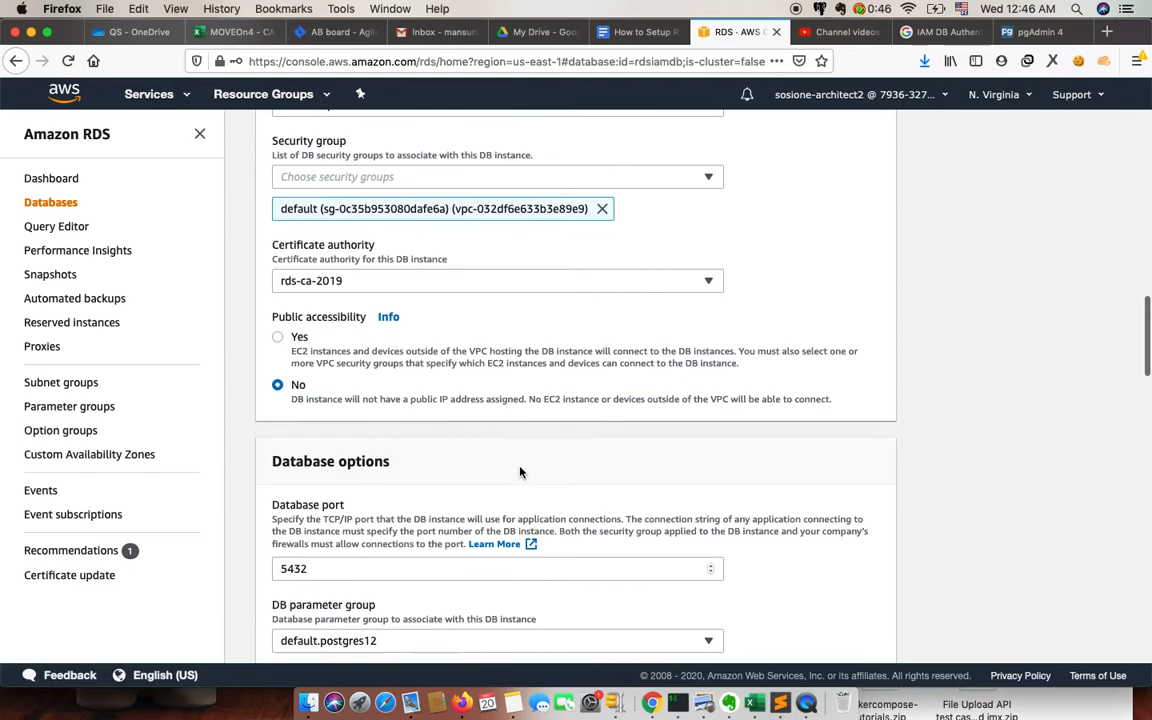 Firefox File Edit View History Bookmarks Tools Window Help 0:46 Wed 12:46 AM
QS - OneDrive MOVEOn4 - CA AB board - Agil Inbox - mansur My Drive - Goo How to Setup R RDS · AWS C Channel videos IAM DB Authen pgAdmin 4
https://console.aws.amazon.com/rds/home?region=us-east-1#database:id=rdsiamdb;is-cluster=false
aws Services Resource Groups sosione-architect2 @ 7936-327... N. Virginia Support
Amazon RDS
Dashboard
Databases
Query Editor
Performance Insights
Snapshots
Automated backups
Reserved instances
Proxies
Subnet groups
Parameter groups
Option groups
Custom Availability Zones
Events
Event subscriptions
Recommendations 1
Certificate update
Security group
List of DB security groups to associate with this DB instance.
Choose security groups
default (sg-0c35b953080dafe6a) (vpc-032df6e633b3e89e9)
Certificate authority
Certificate authority for this DB instance
rds-ca-2019
Public accessibility Info
Yes
EC2 instances and devices outside of the VPC hosting the DB instance will connect to the DB instances. You must also select one or
more VPC security groups that specify which EC2 instances and devices can connect to the DB instance.
No
DB instance will not have a public IP address assigned. No EC2 instance or devices outside of the VPC will be able to connect.
Database options
Database port
Specify the TCP/IP port that the DB instance will use for application connections. The connection string of any application connecting to
the DB instance must specify the port number of the DB instance. Both the security group applied to the DB instance and your company's
firewalls must allow connections to the port. Learn More
5432
DB parameter group
Database parameter group to associate with this DB instance
default.postgres12
Feedback English (US) © 2008 - 2020, Amazon Web Services, Inc. or its affiliates. All rights reserved. Privacy Policy Terms of Use
20
kercompose- File Upload API
utorials.zip test cas...d imx.zip